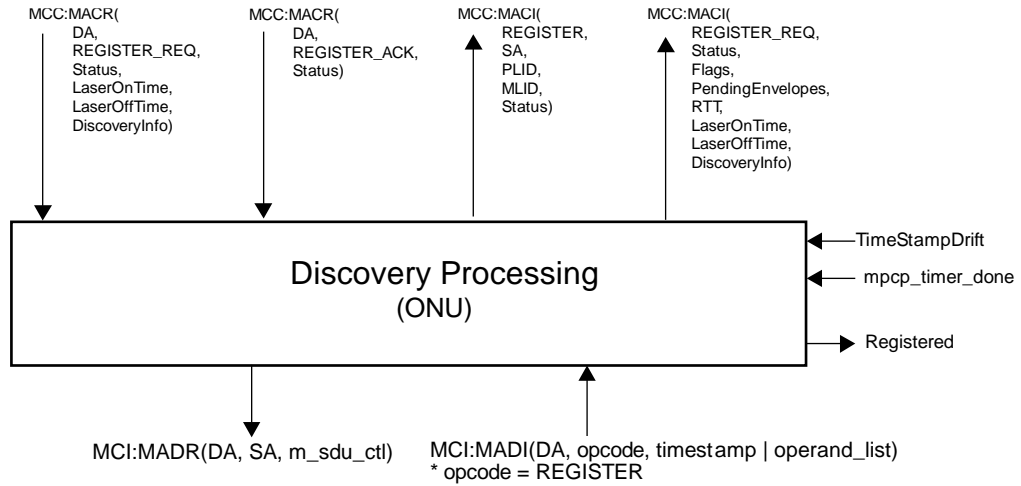 MCC:MACR(
DA,
REGISTER_REQ,
Status,
LaserOnTime,
LaserOffTime,
DiscoveryInfo)
MCC:MACR(
DA,
REGISTER_ACK,
Status)
MCC:MACI(
REGISTER,
SA,
PLID,
MLID,
Status)
MCC:MACI(
REGISTER_REQ,
Status,
Flags,
PendingEnvelopes,
RTT,
LaserOnTime,
LaserOffTime,
DiscoveryInfo)
Discovery Processing
(ONU)
TimeStampDrift
mpcp_timer_done
Registered
MCI:MADR(DA, SA, m_sdu_ctl)
MCI:MADI(DA, opcode, timestamp | operand_list)
* opcode = REGISTER